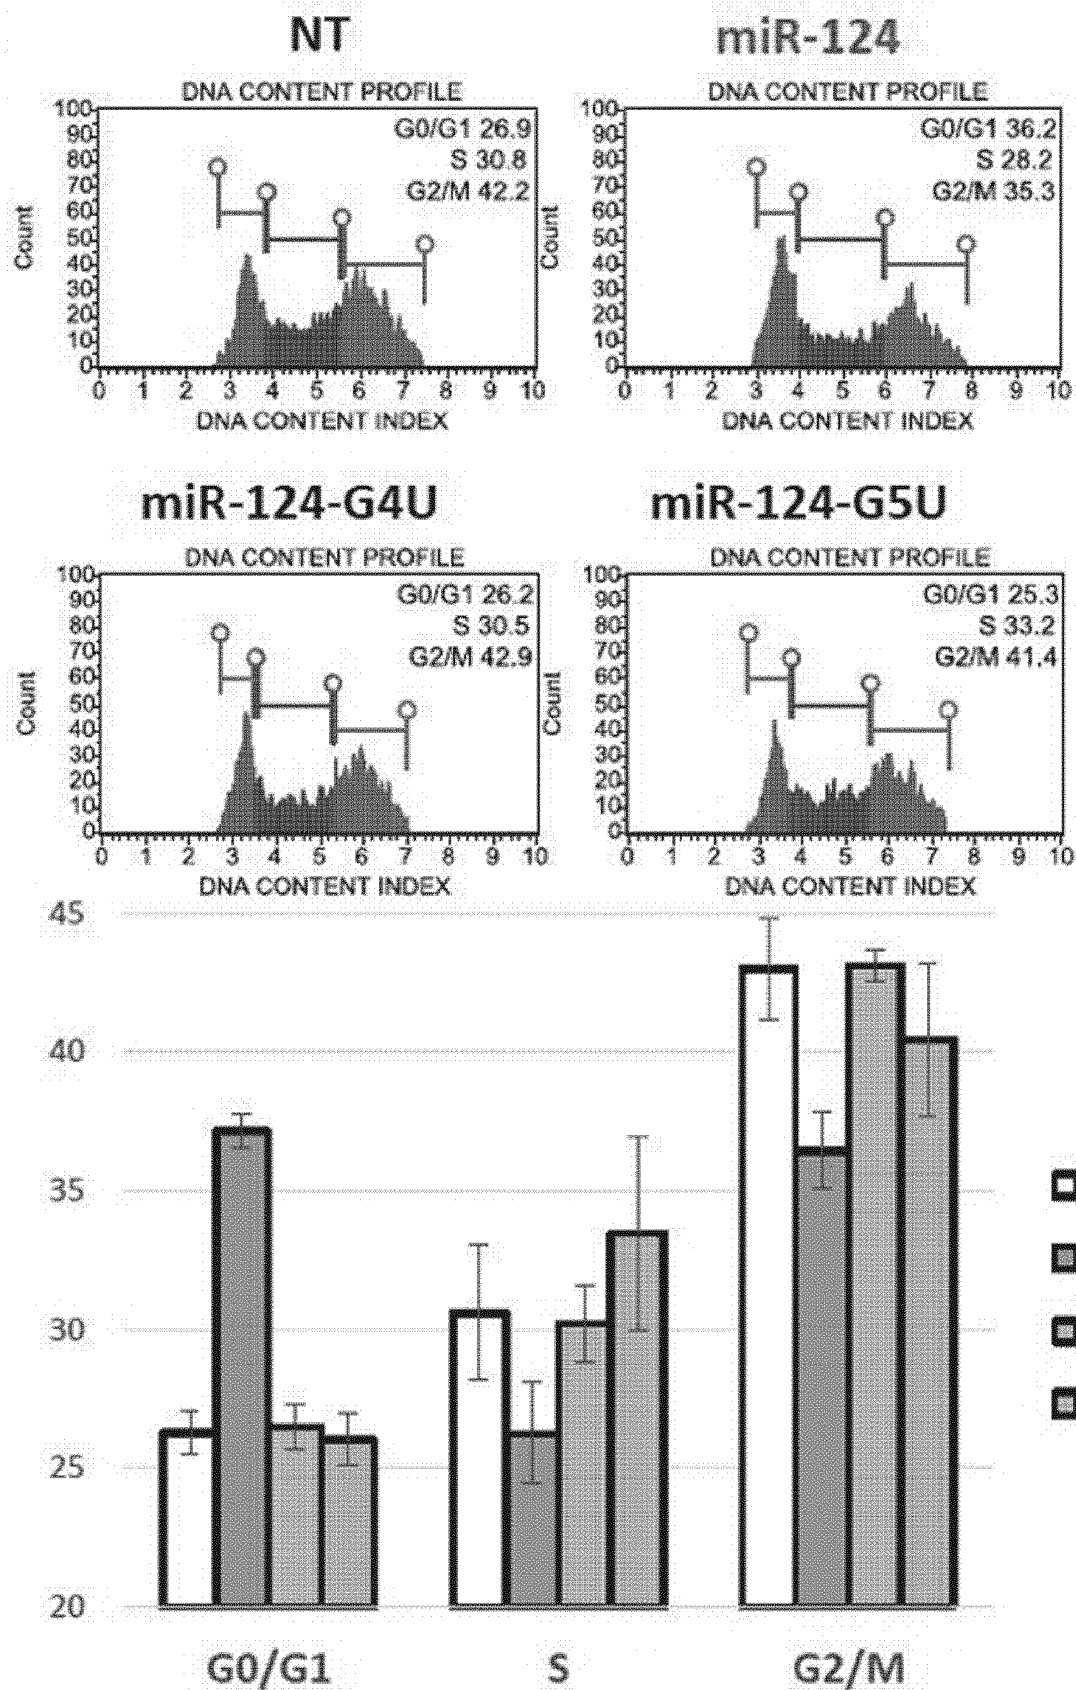 NT
DNA CONTENT PROFILE
G0/G1 26.9
S 30.8
G2/M 42.2
Count
100
90
80
70
60
50
40
30
20
10
0
0 1 2 3 4 5 6 7 8 9 10
DNA CONTENT INDEX
miR-124
DNA CONTENT PROFILE
G0/G1 36.2
S 28.2
G2/M 35.3
Count
100
90
80
70
60
50
40
30
20
10
0
0 1 2 3 4 5 6 7 8 9 10
DNA CONTENT INDEX
miR-124-G4U
DNA CONTENT PROFILE
G0/G1 26.2
S 30.5
G2/M 42.9
Count
100
90
80
70
60
50
40
30
20
10
0
0 1 2 3 4 5 6 7 8 9 10
DNA CONTENT INDEX
miR-124-G5U
DNA CONTENT PROFILE
G0/G1 25.3
S 33.2
G2/M 41.4
Count
100
90
80
70
60
50
40
30
20
10
0
0 1 2 3 4 5 6 7 8 9 10
DNA CONTENT INDEX
45
40
35
30
25
20
G0/G1 S G2/M